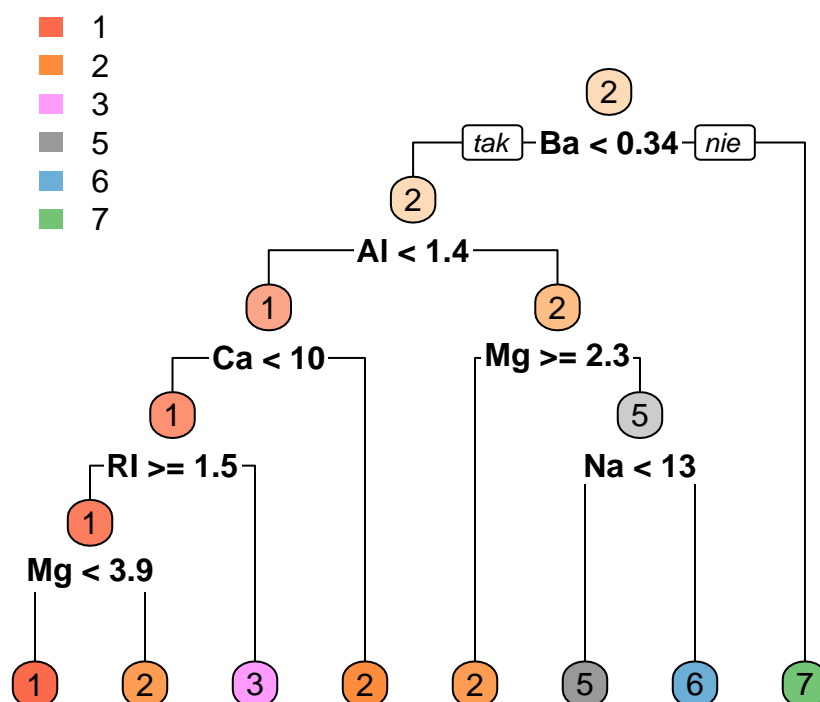 1
2
3
5
6
7
2
tak Ba < 0.34 nie
2
Al < 1.4
1 2
Ca < 10 Mg >= 2.3
1 5
RI >= 1.5 Na < 13
1
Mg < 3.9
1 2 3 2 2 5 6 7